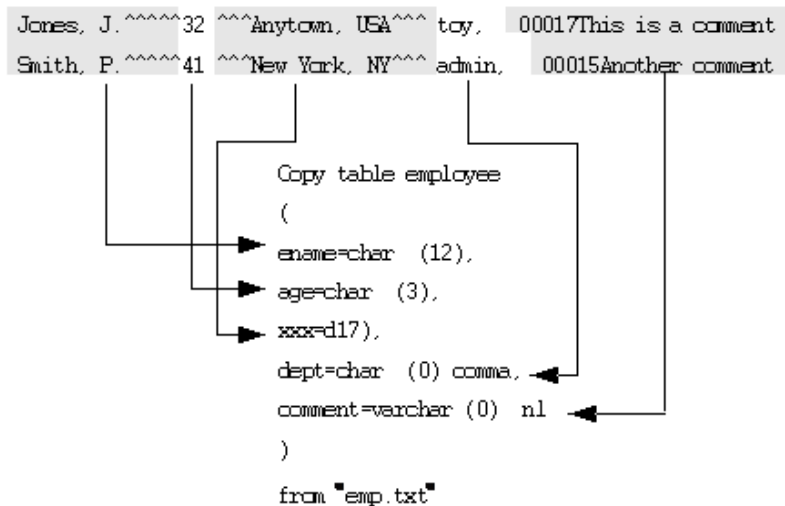 Jones, J.^^^^^32 ^^^Anytown, USA^^^ toy, 00017This is a comment
Smith, P.^^^^^41 ^^^New York, NY^^^ admin, 00015Another comment
Copy table employee
(
ename=char (12),
age=char (3),
xxx=d17),
dept=char (0) comma,
comment=varchar (0) nl
)
from "emp.txt"